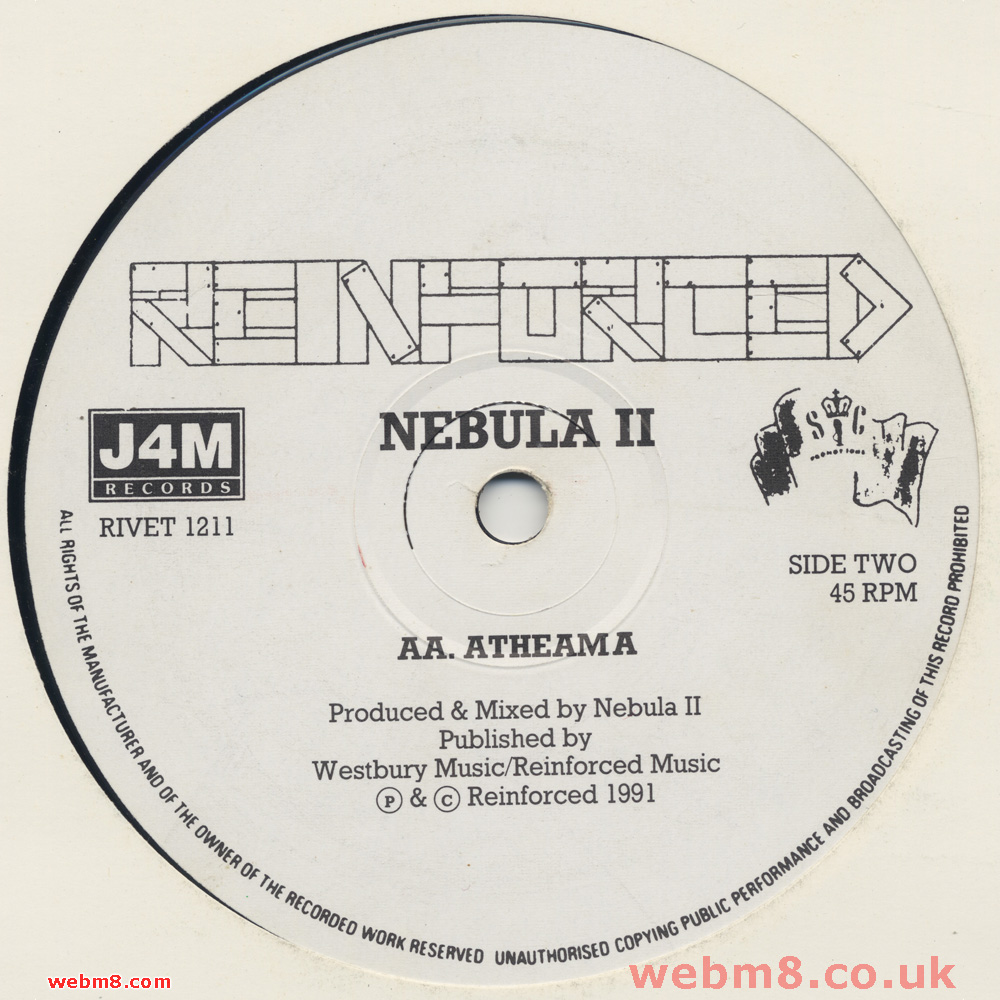 REINFORCED
NEBULA II
J4M
RECORDS
RIVET 1211
S C
PROMOTIONS
SIDE TWO
45 RPM
AA. ATHEAMA
Produced & Mixed by Nebula II
Published by
Westbury Music/Reinforced Music
Ⓟ & © Reinforced 1991
ALL RIGHTS OF THE MANUFACTURER AND OF THE OWNER OF THE RECORDED WORK RESERVED UNAUTHORISED COPYING PUBLIC PERFORMANCE AND BROADCASTING OF THIS RECORD PROHIBITED
webm8.com
webm8.co.uk